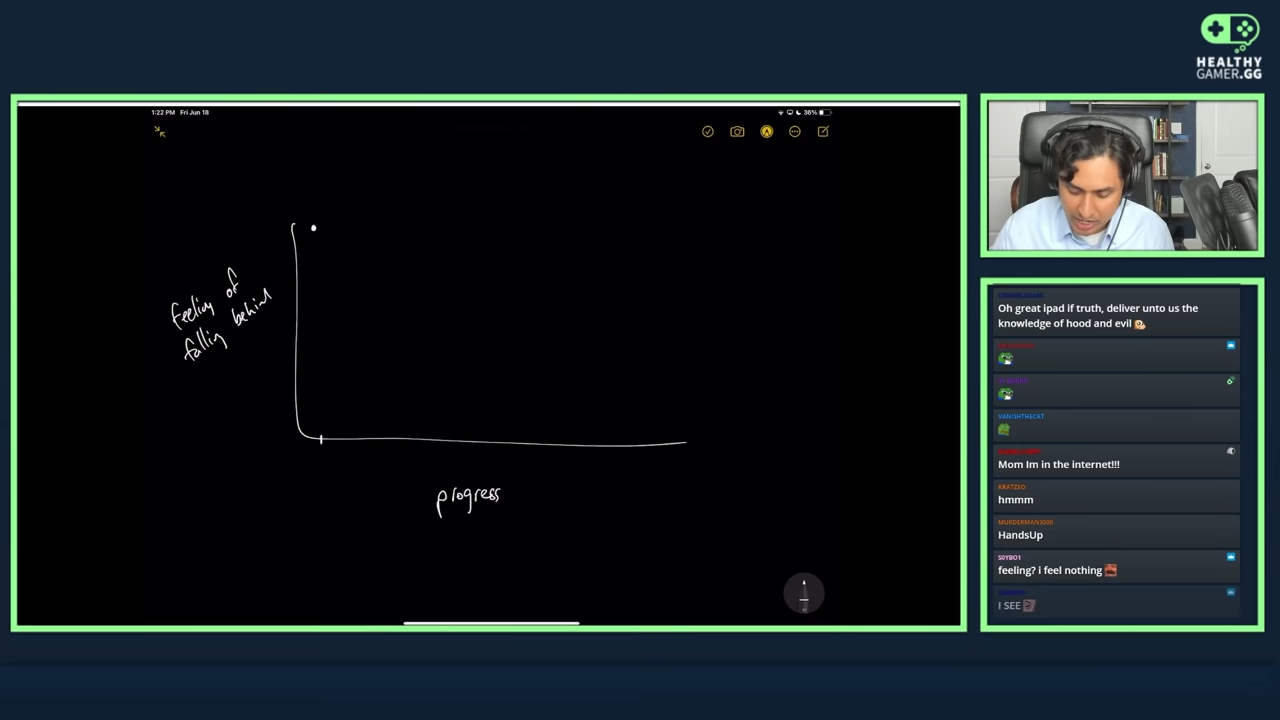 HEALTHY
GAMER.GG
1:22 PM Fri Jun 18
36%
feeling of
falling behind
progress
Oh great ipad if truth, deliver unto us the
knowledge of hood and evil
VANISHTHECAT
Mom Im in the internet!!!
KRATZEO
hmmm
MURDERMAN3000
HandsUp
S0YBO1
feeling? i feel nothing
I SEE